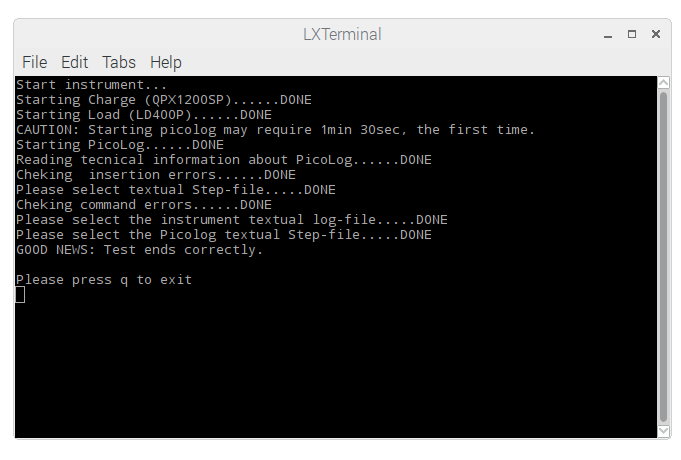 LXTerminal
File Edit Tabs Help
Start instrument...
Starting Charge (QPX1200SP)......DONE
Starting Load (LD400P)......DONE
CAUTION: Starting picolog may require 1min 30sec, the first time.
Starting PicoLog......DONE
Reading tecnical information about PicoLog......DONE
Cheking  insertion errors......DONE
Please select textual Step-file.....DONE
Cheking command errors......DONE
Please select the instrument textual log-file.....DONE
Please select the Picolog textual Step-file.....DONE
GOOD NEWS: Test ends correctly.
Please press q to exit